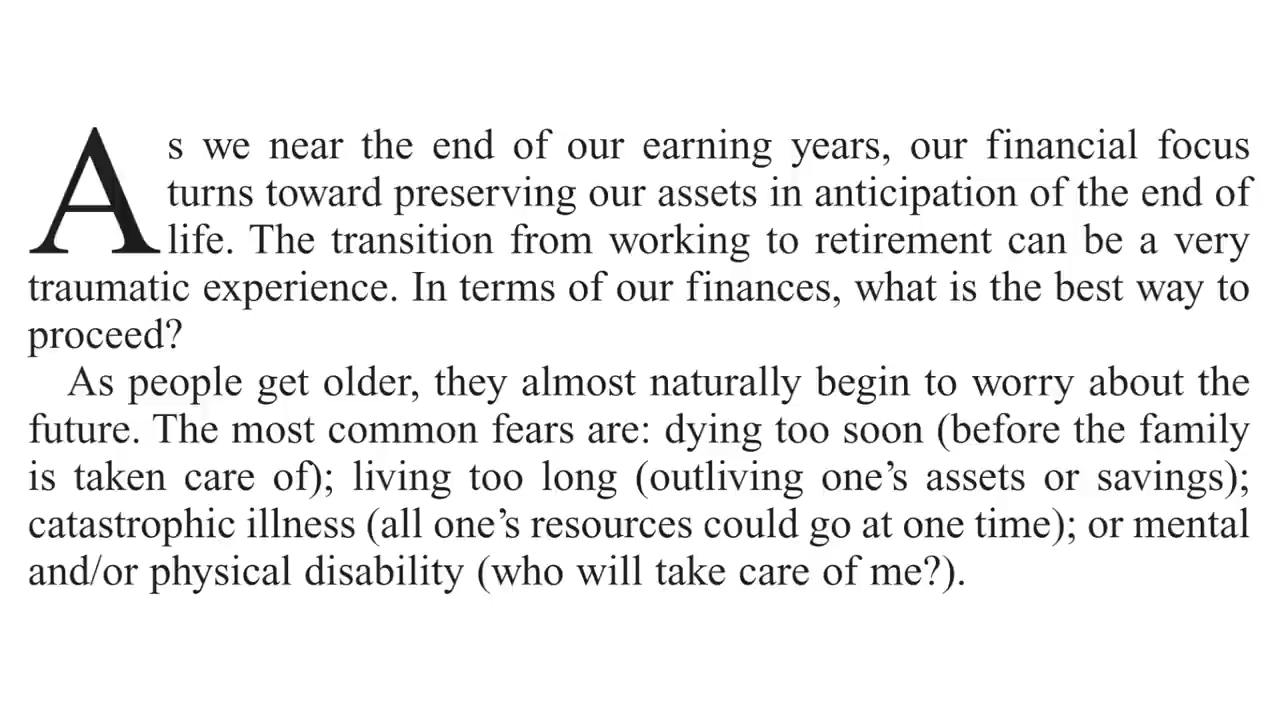 As we near the end of our earning years, our financial focus
turns toward preserving our assets in anticipation of the end of
life. The transition from working to retirement can be a very
traumatic experience. In terms of our finances, what is the best way to
proceed?
As people get older, they almost naturally begin to worry about the
future. The most common fears are: dying too soon (before the family
is taken care of); living too long (outliving one’s assets or savings);
catastrophic illness (all one’s resources could go at one time); or mental
and/or physical disability (who will take care of me?).